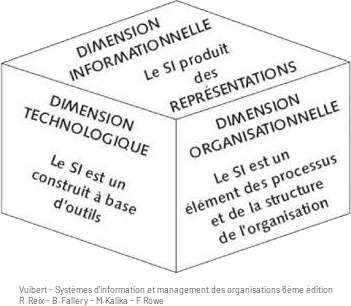 DIMENSION
INFORMATIONNELLE
Le SI produit
des
REPRÉSENTATIONS
DIMENSION
TECHNOLOGIQUE
Le SI est un
construit à base
d'outils
DIMENSION
ORGANISATIONNELLE
Le SI est un
élément des processus
et de la structure
de l'organisation
Vuibert - Systèmes d'information et management des organisations 6ème édition
R.Reix - B.Fallery - M.Kalika - F.Rowe